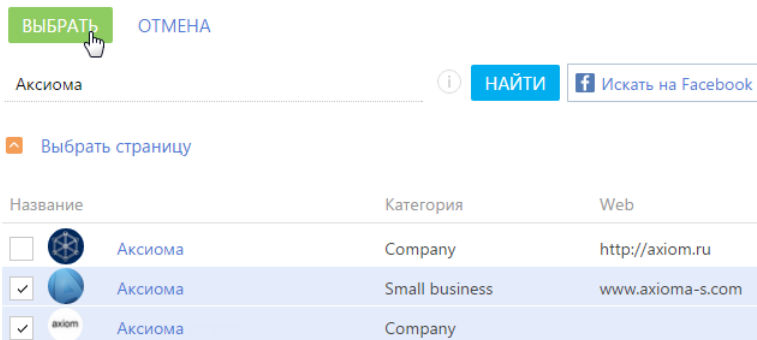 ВЫБРАТЬ ОТМЕНА
Аксиома i НАЙТИ f Искать на Facebook
Выбрать страницу
Название Категория Web
Аксиома Company http://axiom.ru
Аксиома Small business www.axioma-s.com
axiom Аксиома Company